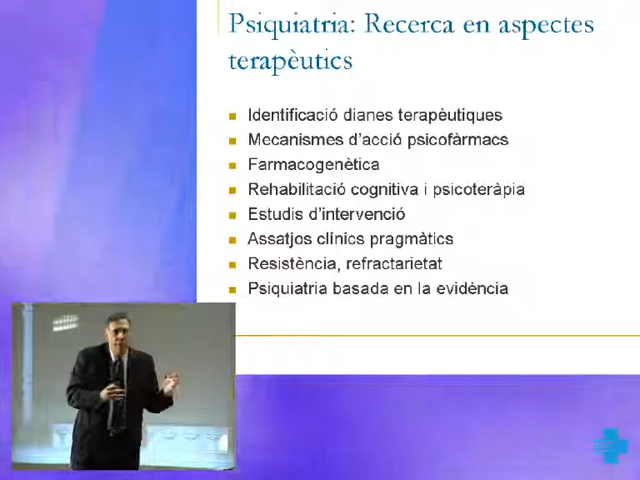 Psiquiatria: Recerca en aspectes
terapèutics
Identificació dianes terapèutiques
Mecanismes d'acció psicofàrmacs
Farmacogenètica
Rehabilitació cognitiva i psicoteràpia
Estudis d'intervenció
Assatjos clínics pragmàtics
Resistència, refractarietat
Psiquiatria basada en la evidència